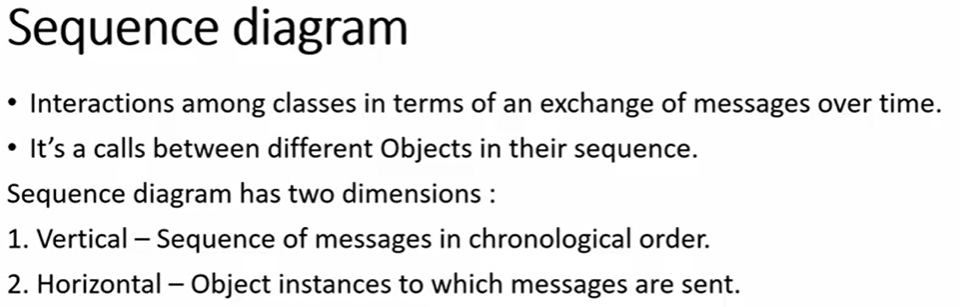 Sequence diagram
• Interactions among classes in terms of an exchange of messages over time.
• It's a calls between different Objects in their sequence.
Sequence diagram has two dimensions :
1. Vertical – Sequence of messages in chronological order.
2. Horizontal – Object instances to which messages are sent.